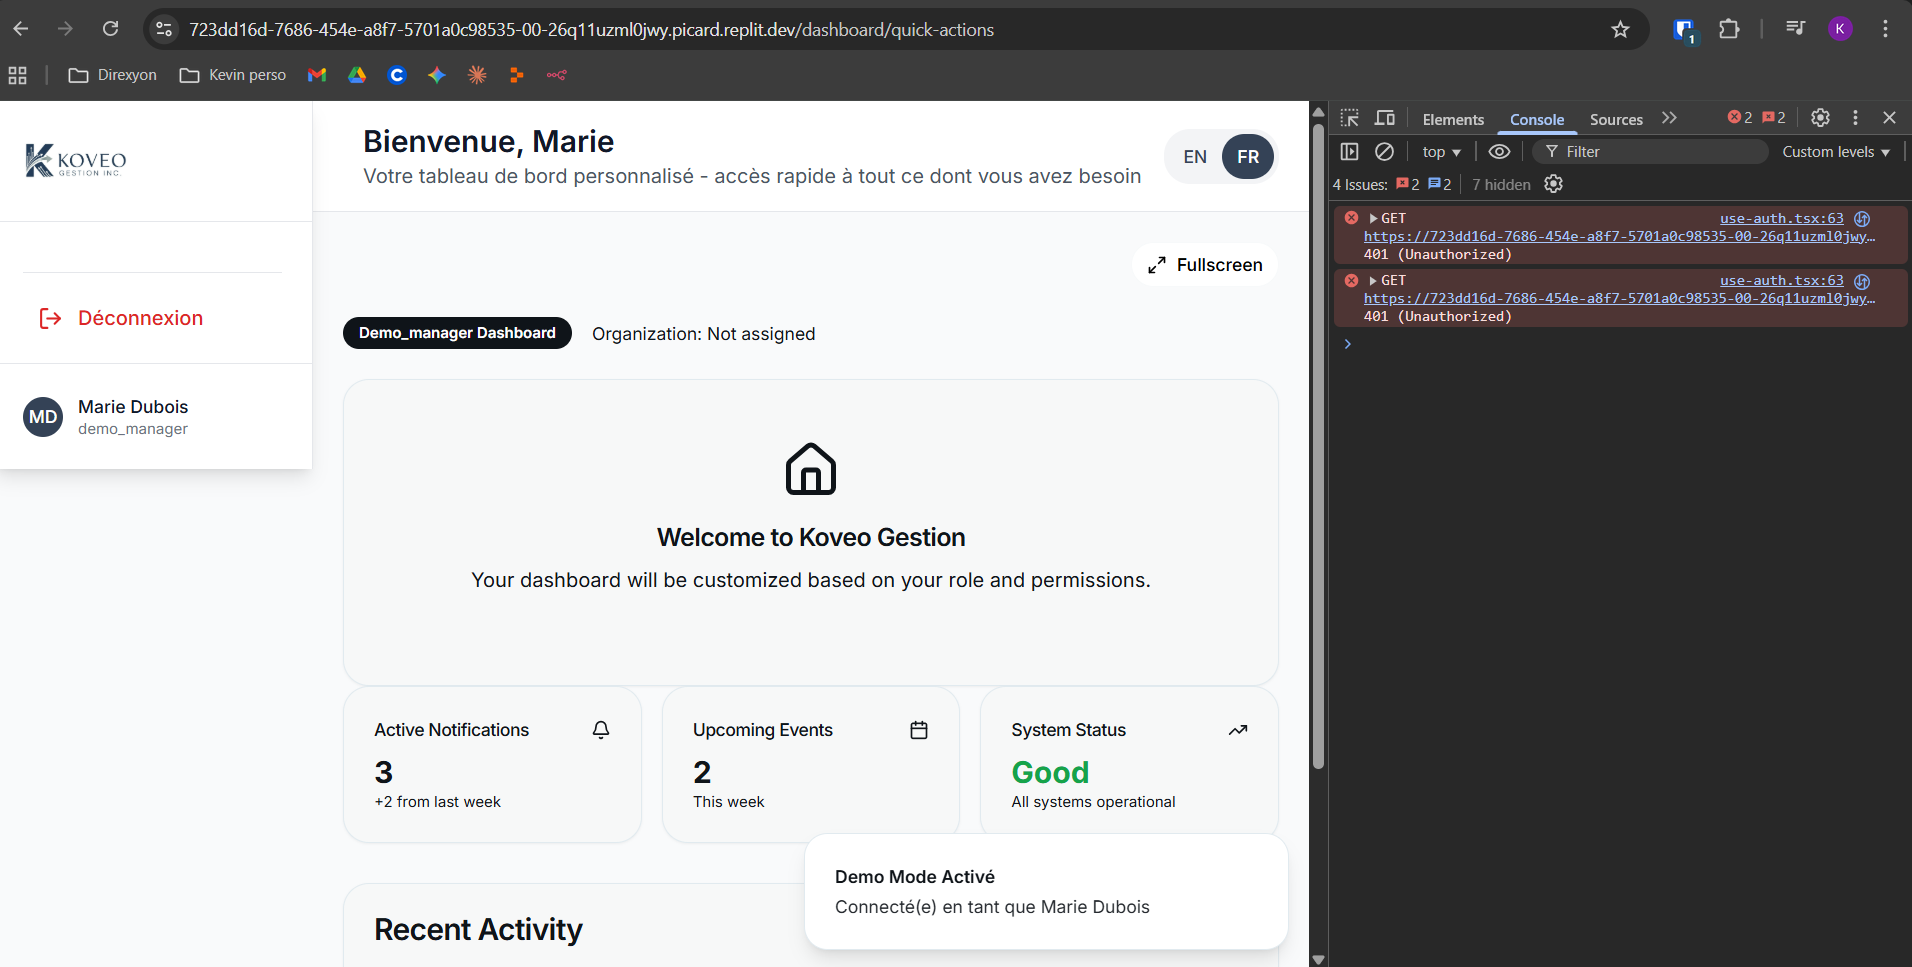 723dd16d-7686-454e-a8f7-5701a0c98535-00-26q11uzml0jwy.picard.replit.dev/dashboard/quick-actions
1
K
Direxyon
Kevin perso
KOVEO
GESTION INC.
Déconnexion
MD
Marie Dubois
demo_manager
Bienvenue, Marie
Votre tableau de bord personnalisé - accès rapide à tout ce dont vous avez besoin
EN
FR
Fullscreen
Demo_manager Dashboard
Organization: Not assigned
Welcome to Koveo Gestion
Your dashboard will be customized based on your role and permissions.
Active Notifications
3
+2 from last week
Upcoming Events
2
This week
System Status
Good
All systems operational
Recent Activity
Demo Mode Activé
Connecté(e) en tant que Marie Dubois
Elements
Console
Sources
2
2
top
Filter
Custom levels
4 Issues:
2
2
7 hidden
GET
use-auth.tsx:63
https://723dd16d-7686-454e-a8f7-5701a0c98535-00-26q11uzml0jwy…
401 (Unauthorized)
GET
use-auth.tsx:63
https://723dd16d-7686-454e-a8f7-5701a0c98535-00-26q11uzml0jwy…
401 (Unauthorized)